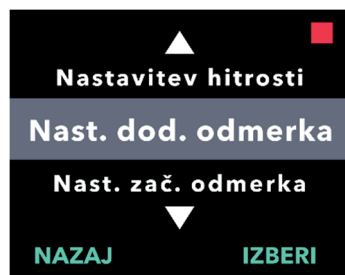 Nastavitev hitrosti
Nast. dod. odmerka
Nast. zač. odmerka
NAZAJ IZBERI